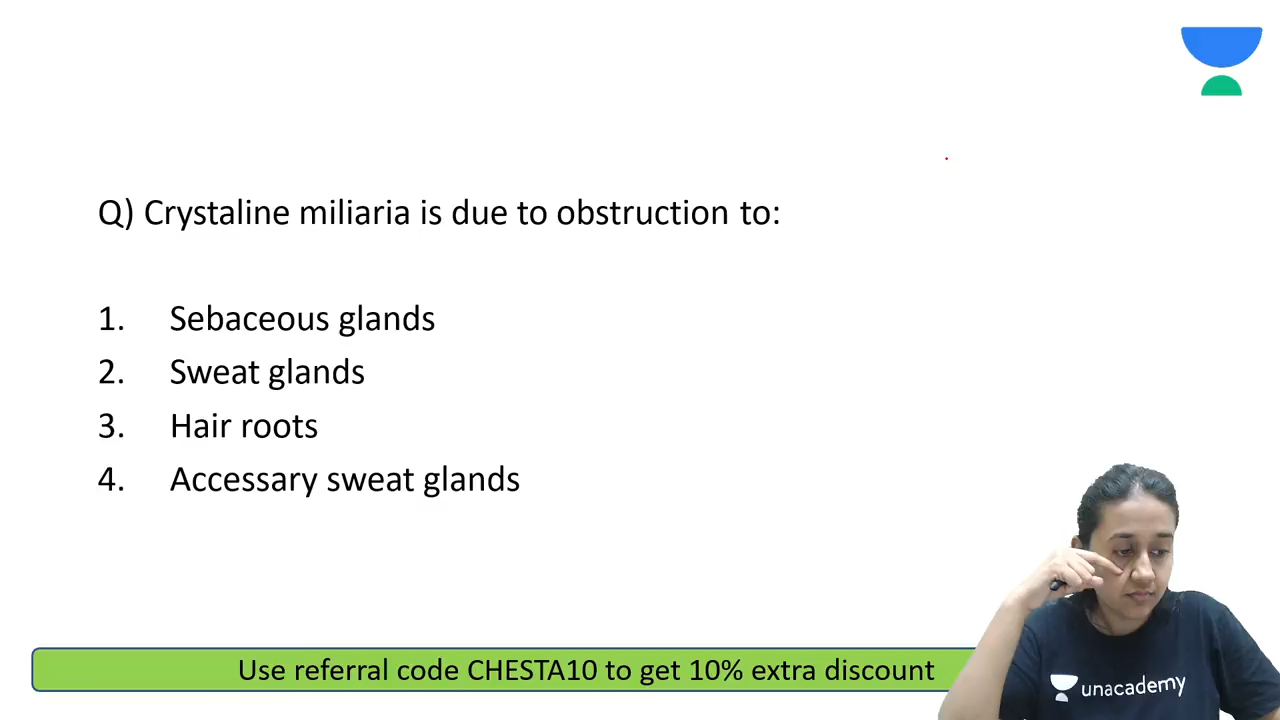 Q) Crystaline miliaria is due to obstruction to:
1. Sebaceous glands
2. Sweat glands
3. Hair roots
4. Accessary sweat glands
Use referral code CHESTA10 to get 10% extra discount
unacademy